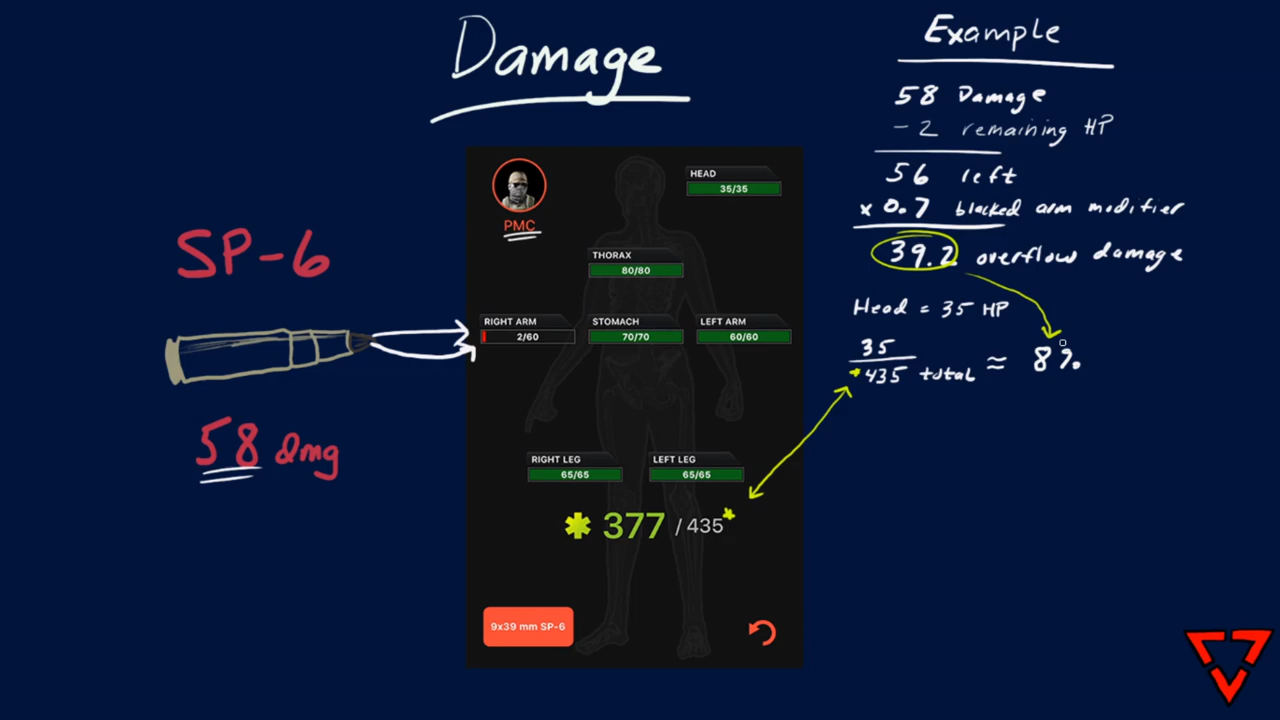 Damage
SP-6
58 dmg
PMC
HEAD
35/35
THORAX
80/80
RIGHT ARM
2/60
STOMACH
70/70
LEFT ARM
60/60
RIGHT LEG
65/65
LEFT LEG
65/65
377 / 435*
9x39 mm SP-6
Example
58 Damage
- 2 remaining HP
56 left
x 0.7 blacked arm modifier
39.2 overflow damage
Head = 35 HP
35
*435 total ≈ 8%